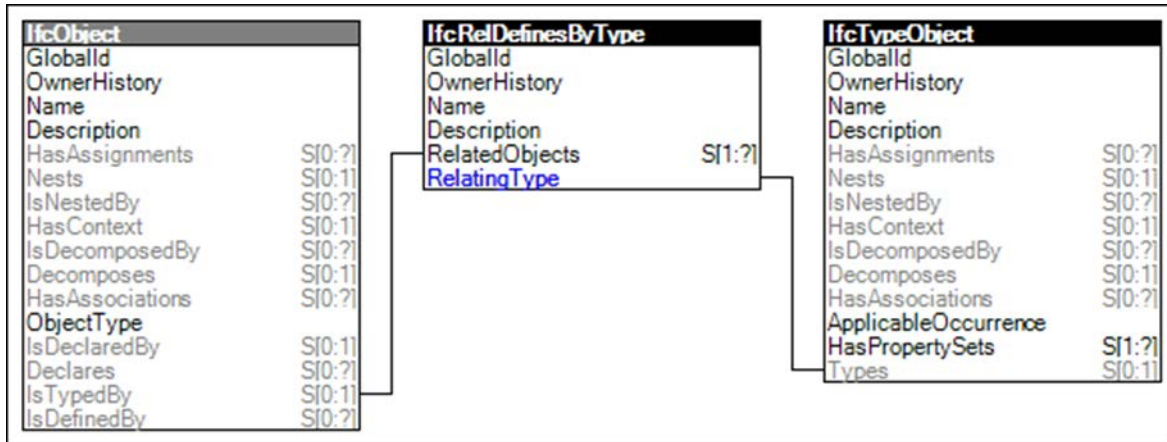 IfcObject
GlobalId
OwnerHistory
Name
Description
HasAssignments S[0:?]
Nests S[0:1]
IsNestedBy S[0:?]
HasContext S[0:1]
IsDecomposedBy S[0:?]
Decomposes S[0:1]
HasAssociations S[0:?]
ObjectType
IsDeclaredBy S[0:1]
Declares S[0:?]
IsTypedBy S[0:1]
IsDefinedBy S[0:?]
IfcRelDefinesByType
GlobalId
OwnerHistory
Name
Description
RelatedObjects S[1:?]
RelatingType
IfcTypeObject
GlobalId
OwnerHistory
Name
Description
HasAssignments S[0:?]
Nests S[0:1]
IsNestedBy S[0:?]
HasContext S[0:1]
IsDecomposedBy S[0:?]
Decomposes S[0:1]
HasAssociations S[0:?]
ApplicableOccurrence
HasPropertySets S[1:?]
Types S[0:1]